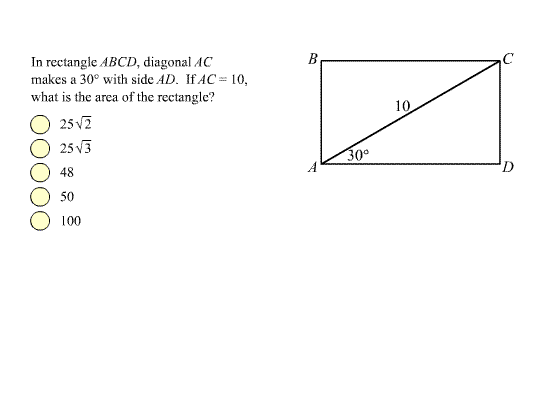 In rectangle ABCD, diagonal AC
makes a 30° with side AD. If AC = 10,
what is the area of the rectangle?
25√2
25√3
48
50
100
B
C
10
30°
A
D